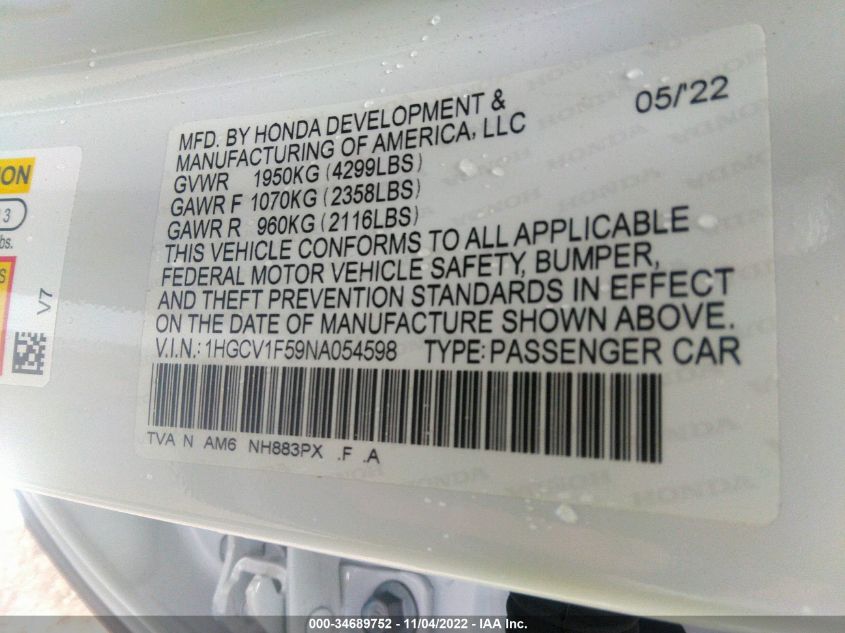 MFD. BY HONDA DEVELOPMENT &
MANUFACTURING OF AMERICA, LLC
05/'22
GVWR 1950KG (4299LBS)
GAWR F 1070KG (2358LBS)
GAWR R 960KG (2116LBS)
THIS VEHICLE CONFORMS TO ALL APPLICABLE
FEDERAL MOTOR VEHICLE SAFETY, BUMPER,
AND THEFT PREVENTION STANDARDS IN EFFECT
ON THE DATE OF MANUFACTURE SHOWN ABOVE.
V.I.N.: 1HGCV1F59NA054598 TYPE: PASSENGER CAR
TVA N AM6 NH883PX .F .A
V7
000-34689752 - 11/04/2022 - IAA Inc.